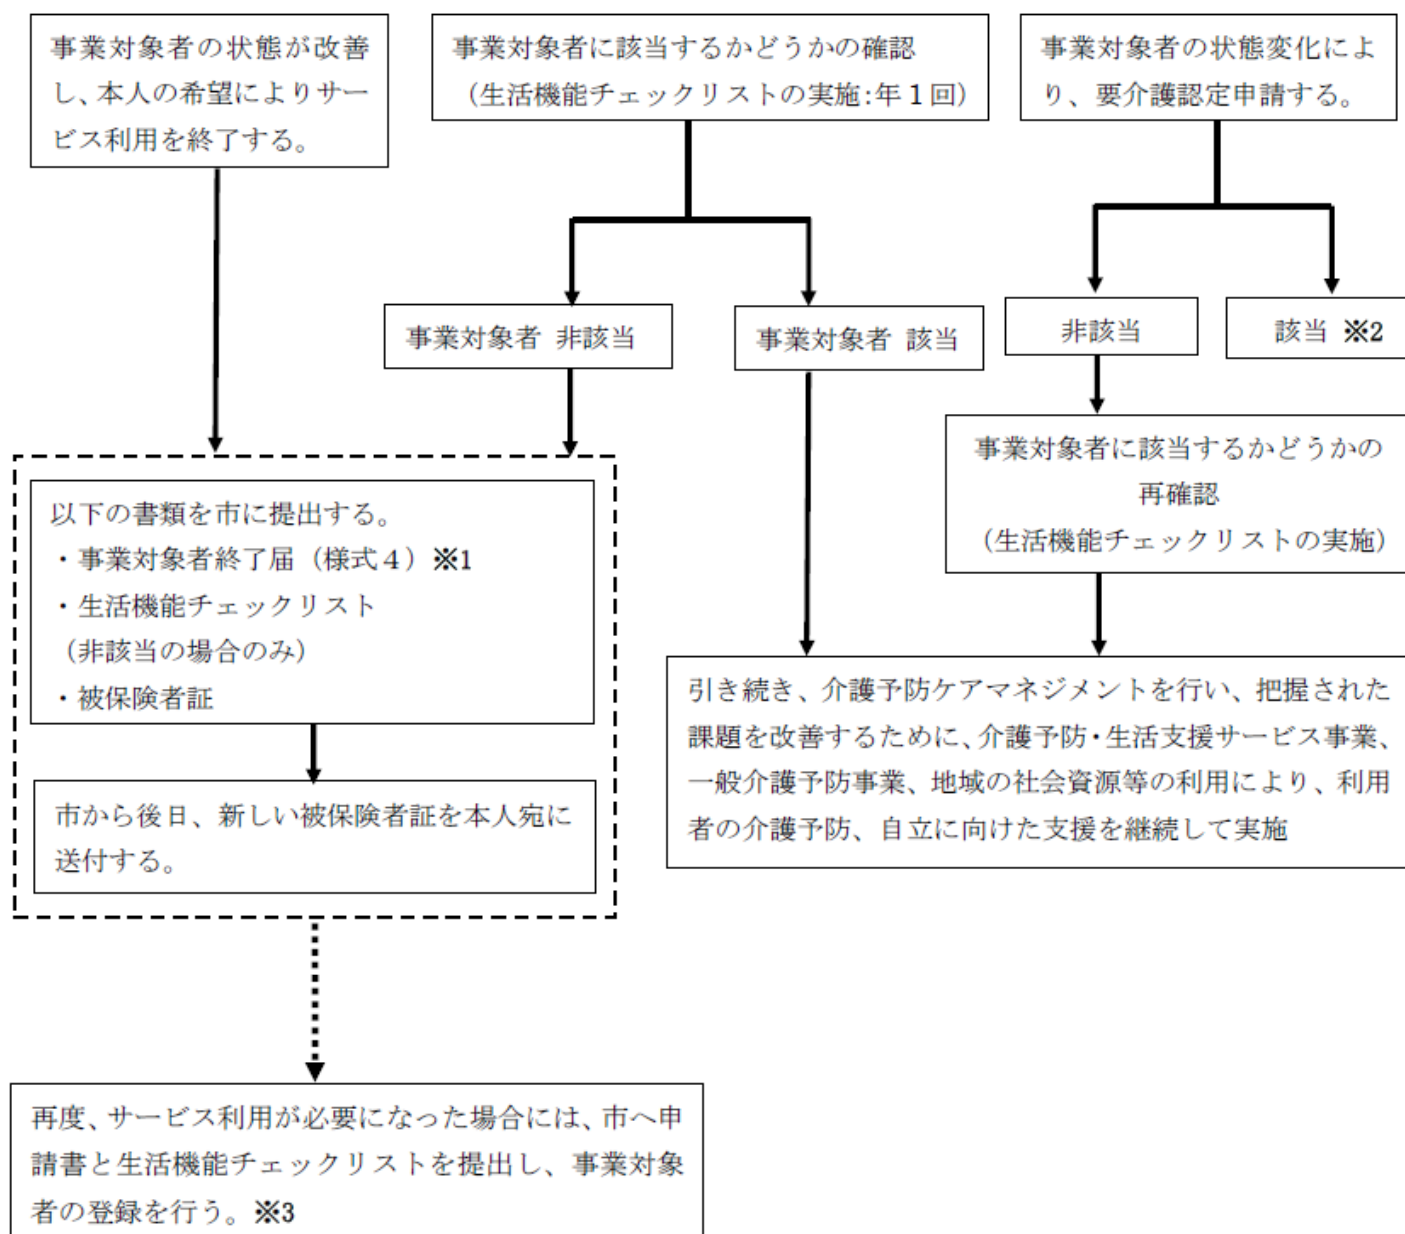 事業対象者の状態が改善
し、本人の希望によりサー
ビス利用を終了する。
事業対象者に該当するかどうかの確認
（生活機能チェックリストの実施:年１回）
事業対象者の状態変化によ
り、要介護認定申請する。
事業対象者 非該当
事業対象者 該当
非該当
該当 ※2
事業対象者に該当するかどうかの
再確認
（生活機能チェックリストの実施）
以下の書類を市に提出する。
・事業対象者終了届（様式４）※1
・生活機能チェックリスト
（非該当の場合のみ）
・被保険者証
引き続き、介護予防ケアマネジメントを行い、把握された
課題を改善するために、介護予防・生活支援サービス事業、
一般介護予防事業、地域の社会資源等の利用により、利用
者の介護予防、自立に向けた支援を継続して実施
市から後日、新しい被保険者証を本人宛に
送付する。
再度、サービス利用が必要になった場合には、市へ申
請書と生活機能チェックリストを提出し、事業対象
者の登録を行う。※3